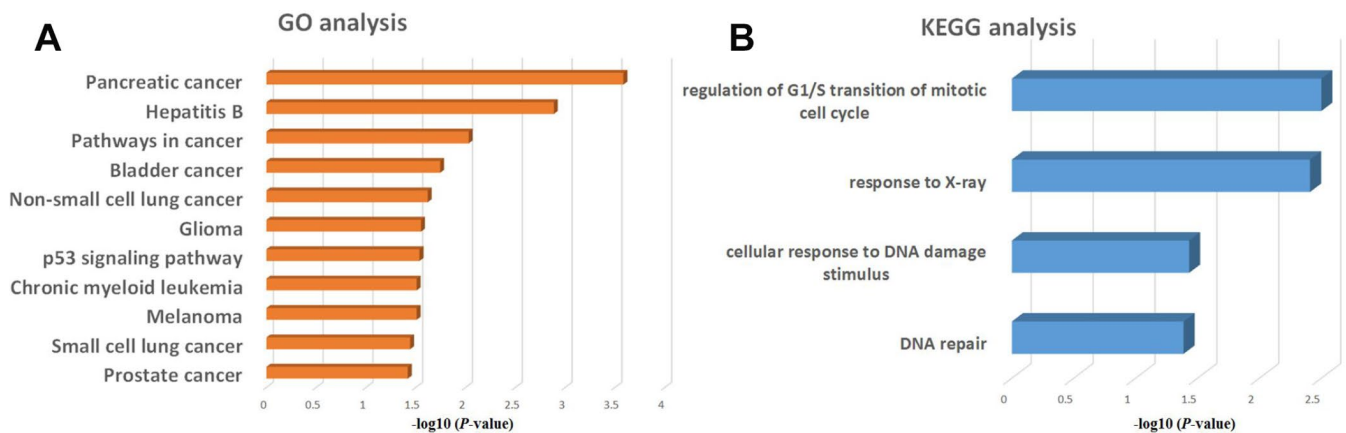 A
GO analysis
Pancreatic cancer
Hepatitis B
Pathways in cancer
Bladder cancer
Non-small cell lung cancer
Glioma
p53 signaling pathway
Chronic myeloid leukemia
Melanoma
Small cell lung cancer
Prostate cancer
0 0.5 1 1.5 2 2.5 3 3.5 4
-log10 (P-value)
B
KEGG analysis
regulation of G1/S transition of mitotic
cell cycle
response to X-ray
cellular response to DNA damage
stimulus
DNA repair
0 0.5 1 1.5 2 2.5
-log10 (P-value)